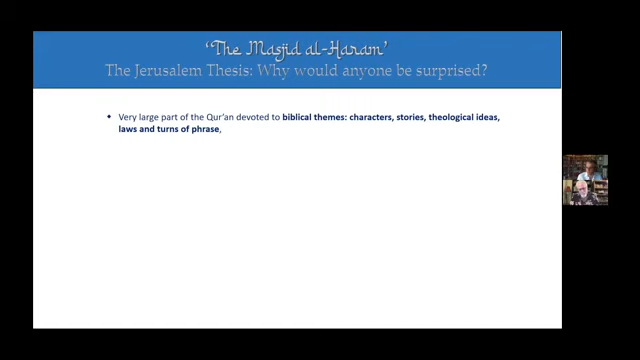 ‘The Masjid al-Haram’
The Jerusalem Thesis: Why would anyone be surprised?
Very large part of the Qur’an devoted to biblical themes: characters, stories, theological ideas,
laws and turns of phrase,